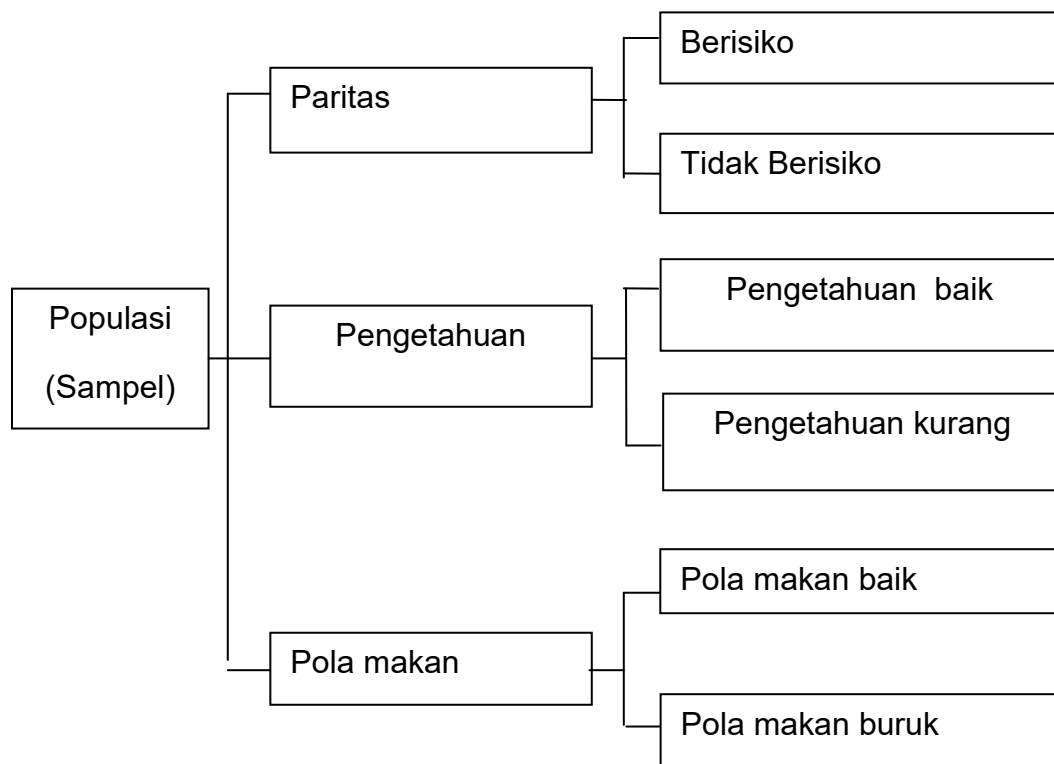 Populasi
(Sampel)
Paritas
Berisiko
Tidak Berisiko
Pengetahuan
Pengetahuan baik
Pengetahuan kurang
Pola makan
Pola makan baik
Pola makan buruk